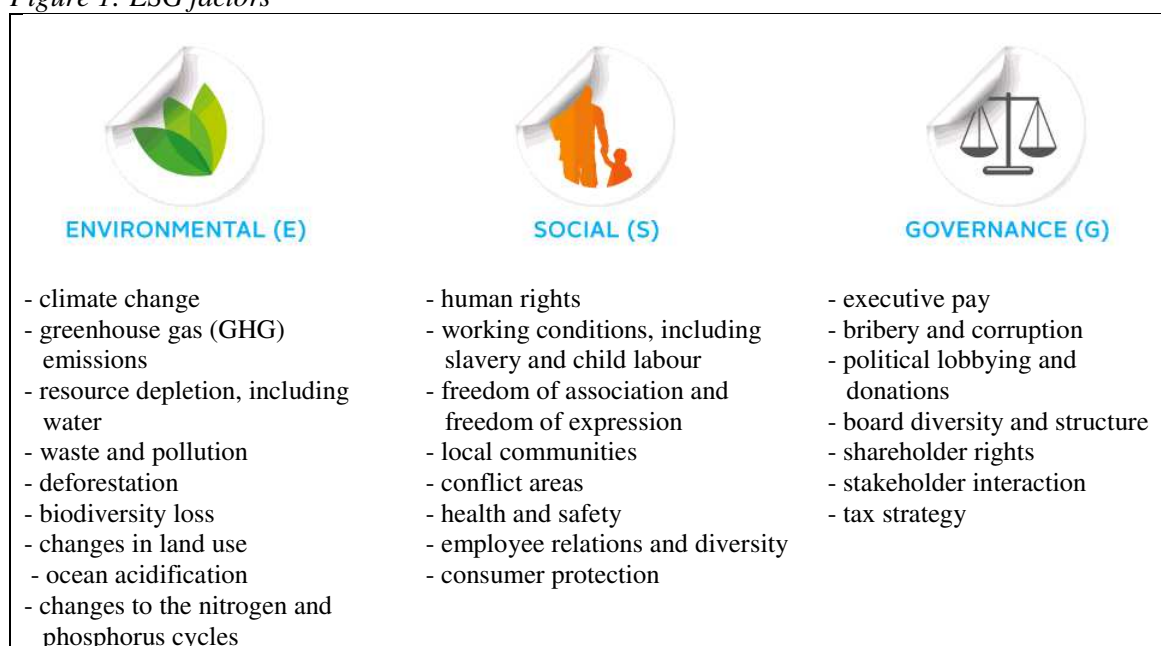 Figure 1: ESG factors
ENVIRONMENTAL (E)
- climate change
- greenhouse gas (GHG)
emissions
- resource depletion, including
water
- waste and pollution
- deforestation
- biodiversity loss
- changes in land use
- ocean acidification
- changes to the nitrogen and
phosphorus cycles
SOCIAL (S)
- human rights
- working conditions, including
slavery and child labour
- freedom of association and
freedom of expression
- local communities
- conflict areas
- health and safety
- employee relations and diversity
- consumer protection
GOVERNANCE (G)
- executive pay
- bribery and corruption
- political lobbying and
donations
- board diversity and structure
- shareholder rights
- stakeholder interaction
- tax strategy